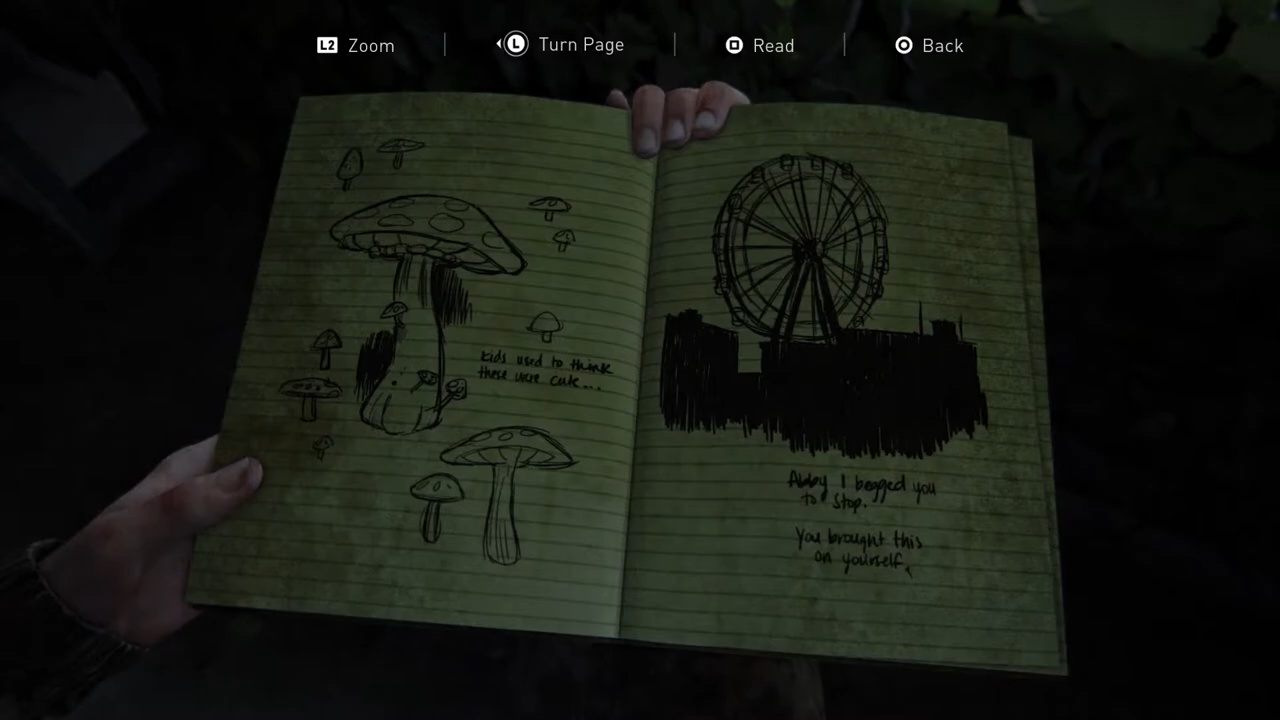 L2 Zoom
L Turn Page
Read
Back
kids used to think
these were cute...
Abby I begged you
to stop.
You brought this
on yourself.